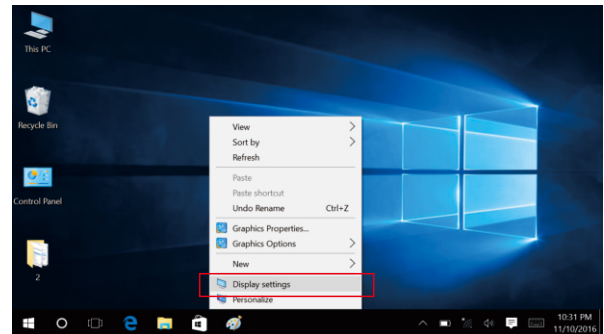 This PC
Recycle Bin
Control Panel
2
View
Sort by
Refresh
Paste
Paste shortcut
Undo Rename Ctrl+Z
Graphics Properties...
Graphics Options
New
Display settings
Personalize
10:31 PM
11/10/2016